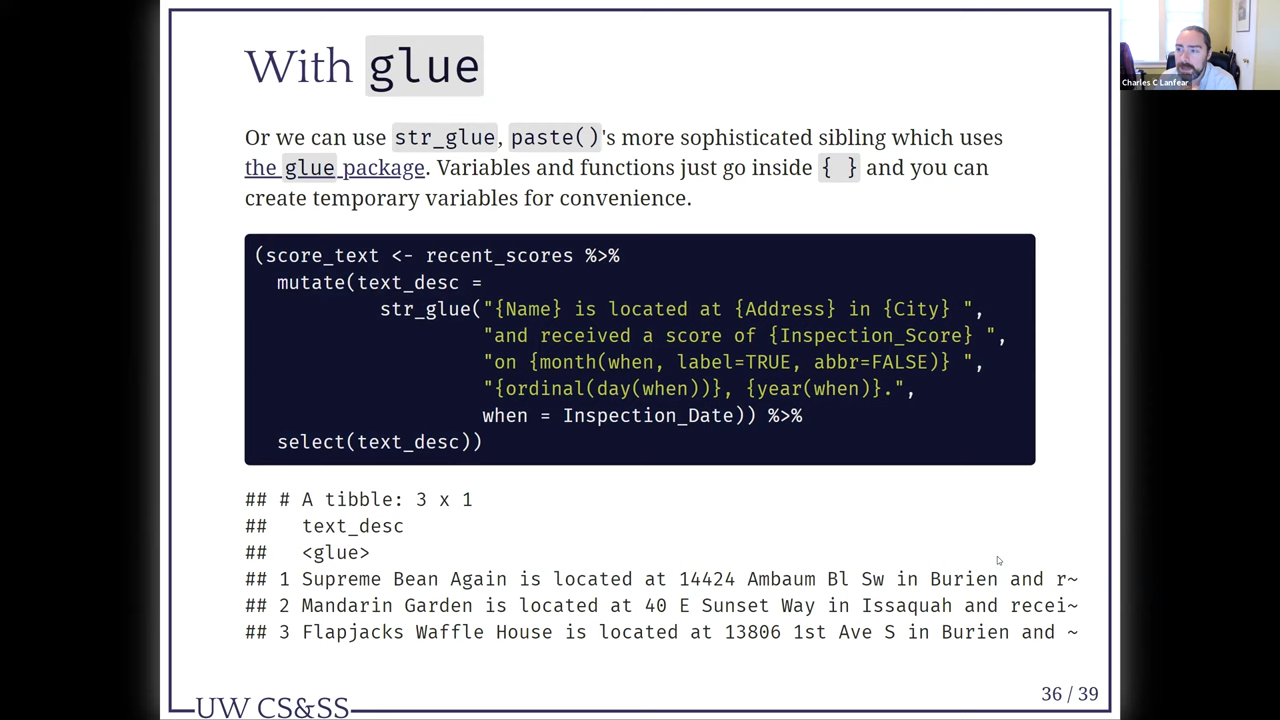 With glue
Charles C Lanfear
Or we can use str_glue, paste()'s more sophisticated sibling which uses
the glue package. Variables and functions just go inside { } and you can
create temporary variables for convenience.
(score_text <- recent_scores %>%
  mutate(text_desc =
           str_glue("{Name} is located at {Address} in {City} ",
                    "and received a score of {Inspection_Score} ",
                    "on {month(when, label=TRUE, abbr=FALSE)} ",
                    "{ordinal(day(when))}, {year(when)}.",
                    when = Inspection_Date)) %>%
  select(text_desc))
## # A tibble: 3 x 1
##   text_desc
##   <glue>
## 1 Supreme Bean Again is located at 14424 Ambaum Bl Sw in Burien and r~
## 2 Mandarin Garden is located at 40 E Sunset Way in Issaquah and recei~
## 3 Flapjacks Waffle House is located at 13806 1st Ave S in Burien and ~
36 / 39
UW CS&SS